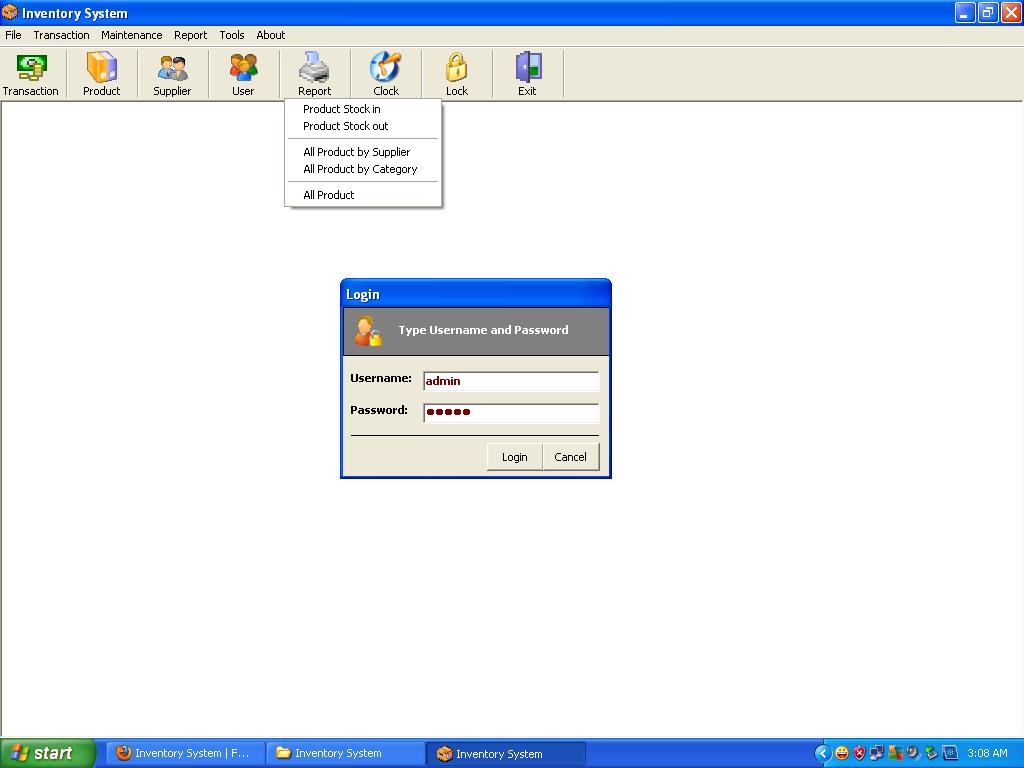 Inventory System
File Transaction Maintenance Report Tools About
Transaction Product Supplier User Report Clock Lock Exit
Product Stock in
Product Stock out
All Product by Supplier
All Product by Category
All Product
Login
Type Username and Password
Username: admin
Password: ●●●●●
Login Cancel
start Inventory System | F... Inventory System Inventory System 3:08 AM